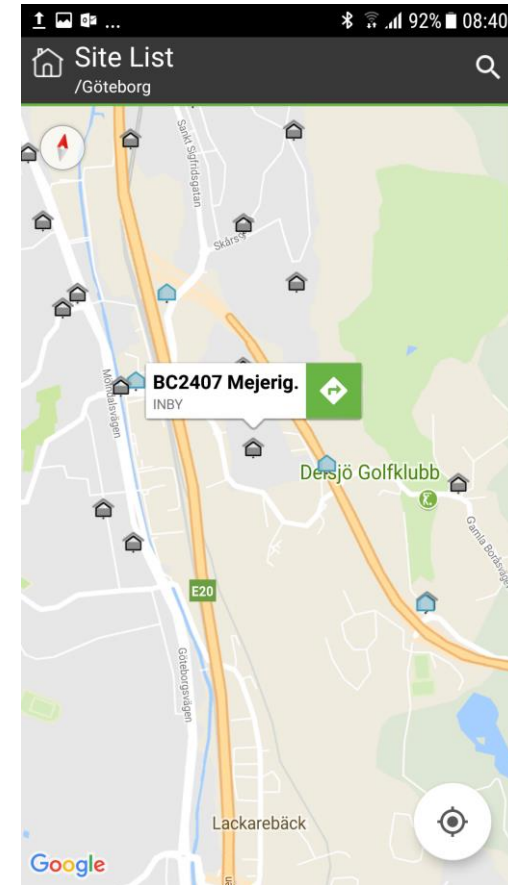 ... 92% 08:40
Site List
/Göteborg
Sankt Sigfridsgatan
Skårsg
Mölndalsvägen
BC2407 Mejerig.
INBY
Delsjö Golfklubb
Gamla Boråsvägen
E20
Göteborgsvägen
Lackarebäck
Google